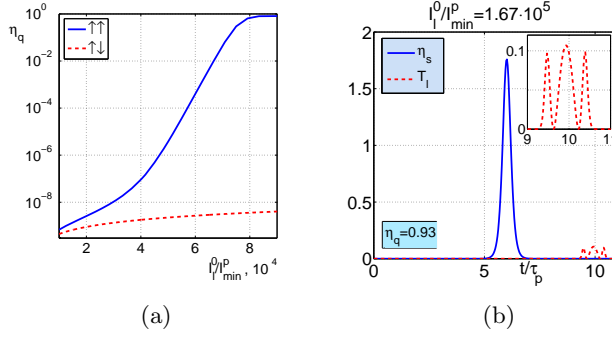 η_q
10^0
10^-2
10^-4
10^-6
10^-8
↑↑
↑↓
2 4 6 8
I_l^0/I_min^p, 10^4
(a)
I_l^0/I_min^p=1.67·10^5
2
1.5
1
0.5
0
η_s
T_l
0.1
0
9 10 11
η_q=0.93
0 5 10
t/τ_p
(b)